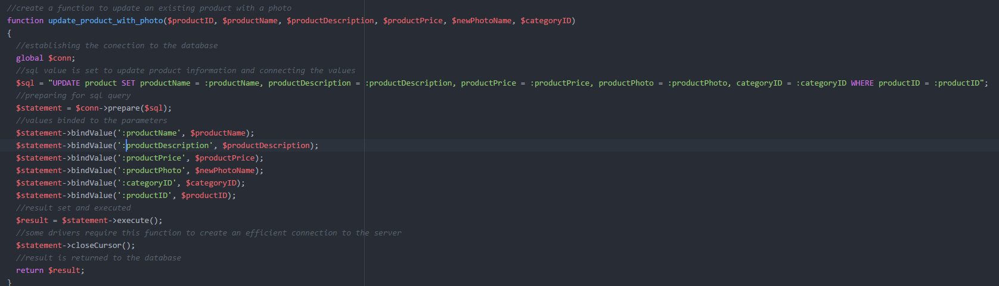 //create a function to update an existing product with a photo
function update_product_with_photo($productID, $productName, $productDescription, $productPrice, $newPhotoName, $categoryID)
{
//establishing the conection to the database
global $conn;
//sql value is set to update product information and connecting the values
$sql = "UPDATE product SET productName = :productName, productDescription = :productDescription, productPrice = :productPrice, productPhoto = :productPhoto, categoryID = :categoryID WHERE productID = :productID";
//preparing for sql query
$statement = $conn->prepare($sql);
//values binded to the parameters
$statement->bindValue(':productName', $productName);
$statement->bindValue(':productDescription', $productDescription);
$statement->bindValue(':productPrice', $productPrice);
$statement->bindValue(':productPhoto', $newPhotoName);
$statement->bindValue(':categoryID', $categoryID);
$statement->bindValue(':productID', $productID);
//result set and executed
$result = $statement->execute();
//some drivers require this function to create an efficient connection to the server
$statement->closeCursor();
//result is returned to the database
return $result;
}